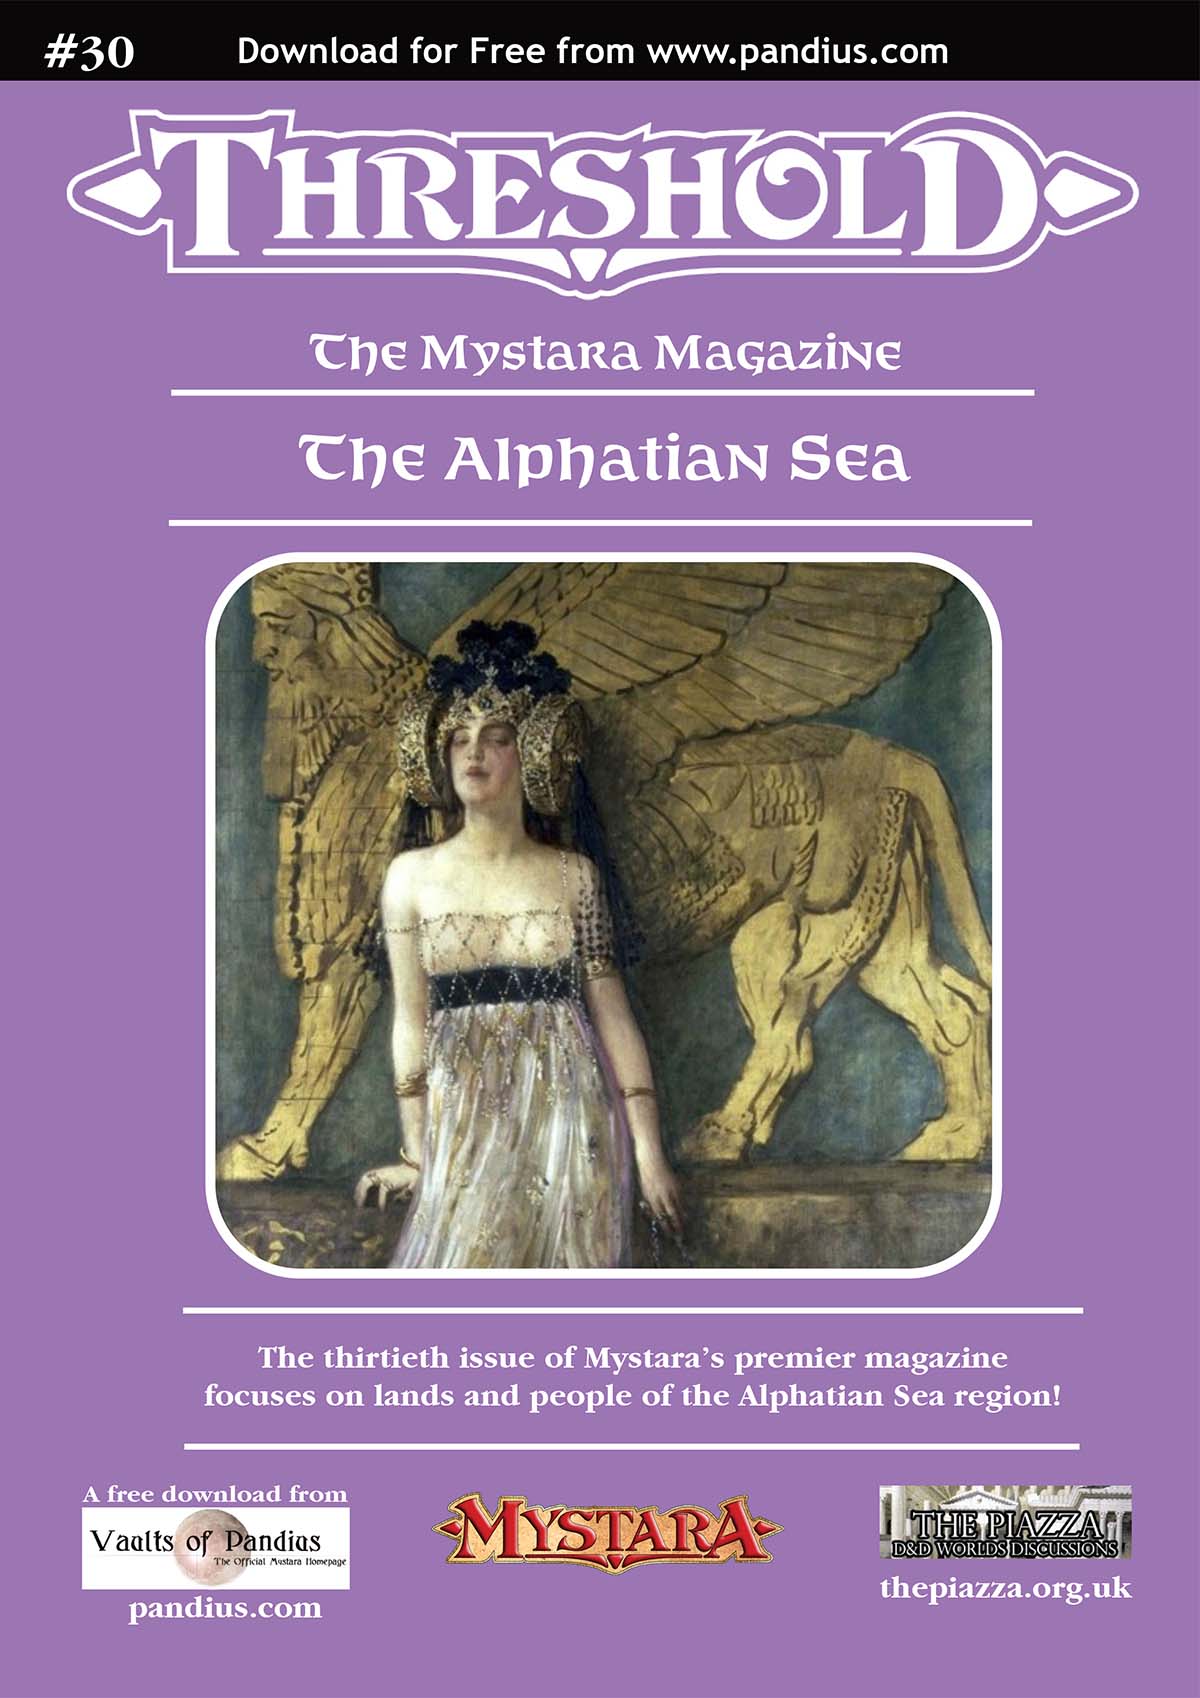 #30 Download for Free from www.pandius.com
THRESHOLD
The Mystara Magazine
The Alphatian Sea
The thirtieth issue of Mystara's premier magazine
focuses on lands and people of the Alphatian Sea region!
A free download from
Vaults of Pandius
The Official Mystara Homepage
pandius.com
MYSTARA
THE PIAZZA
D&D WORLDS DISCUSSIONS
thepiazza.org.uk